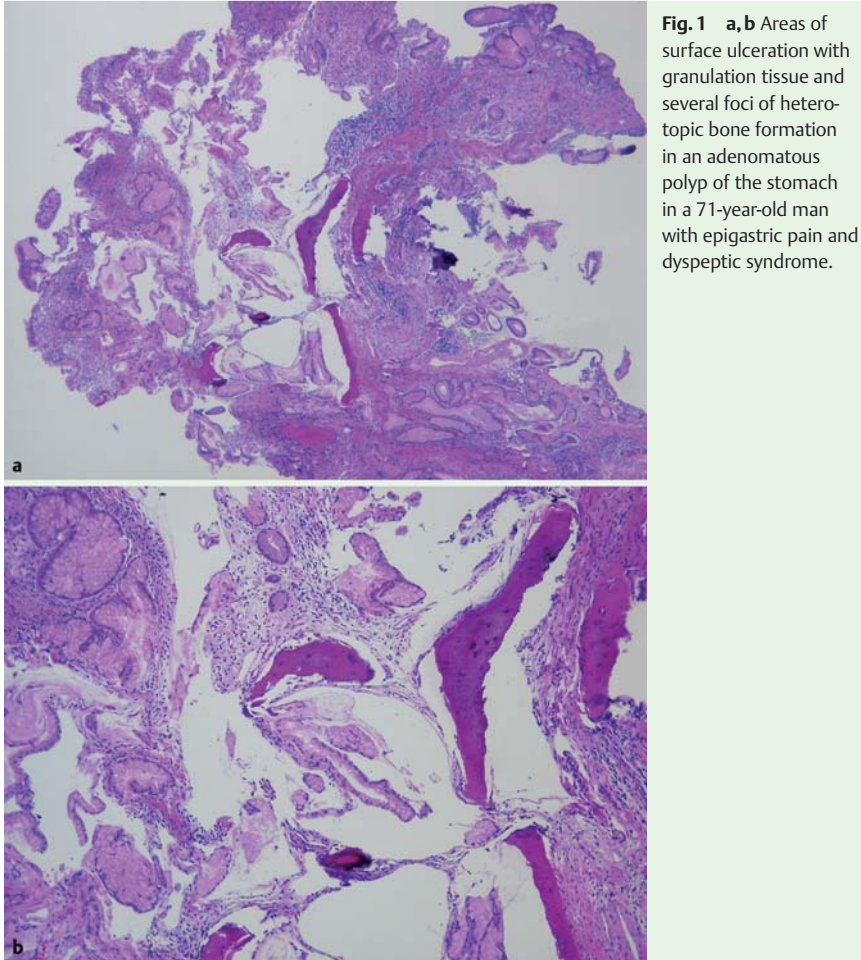 Fig. 1 a, b Areas of
surface ulceration with
granulation tissue and
several foci of hetero-
topic bone formation
in an adenomatous
polyp of the stomach
in a 71-year-old man
with epigastric pain and
dyspeptic syndrome.
a
b